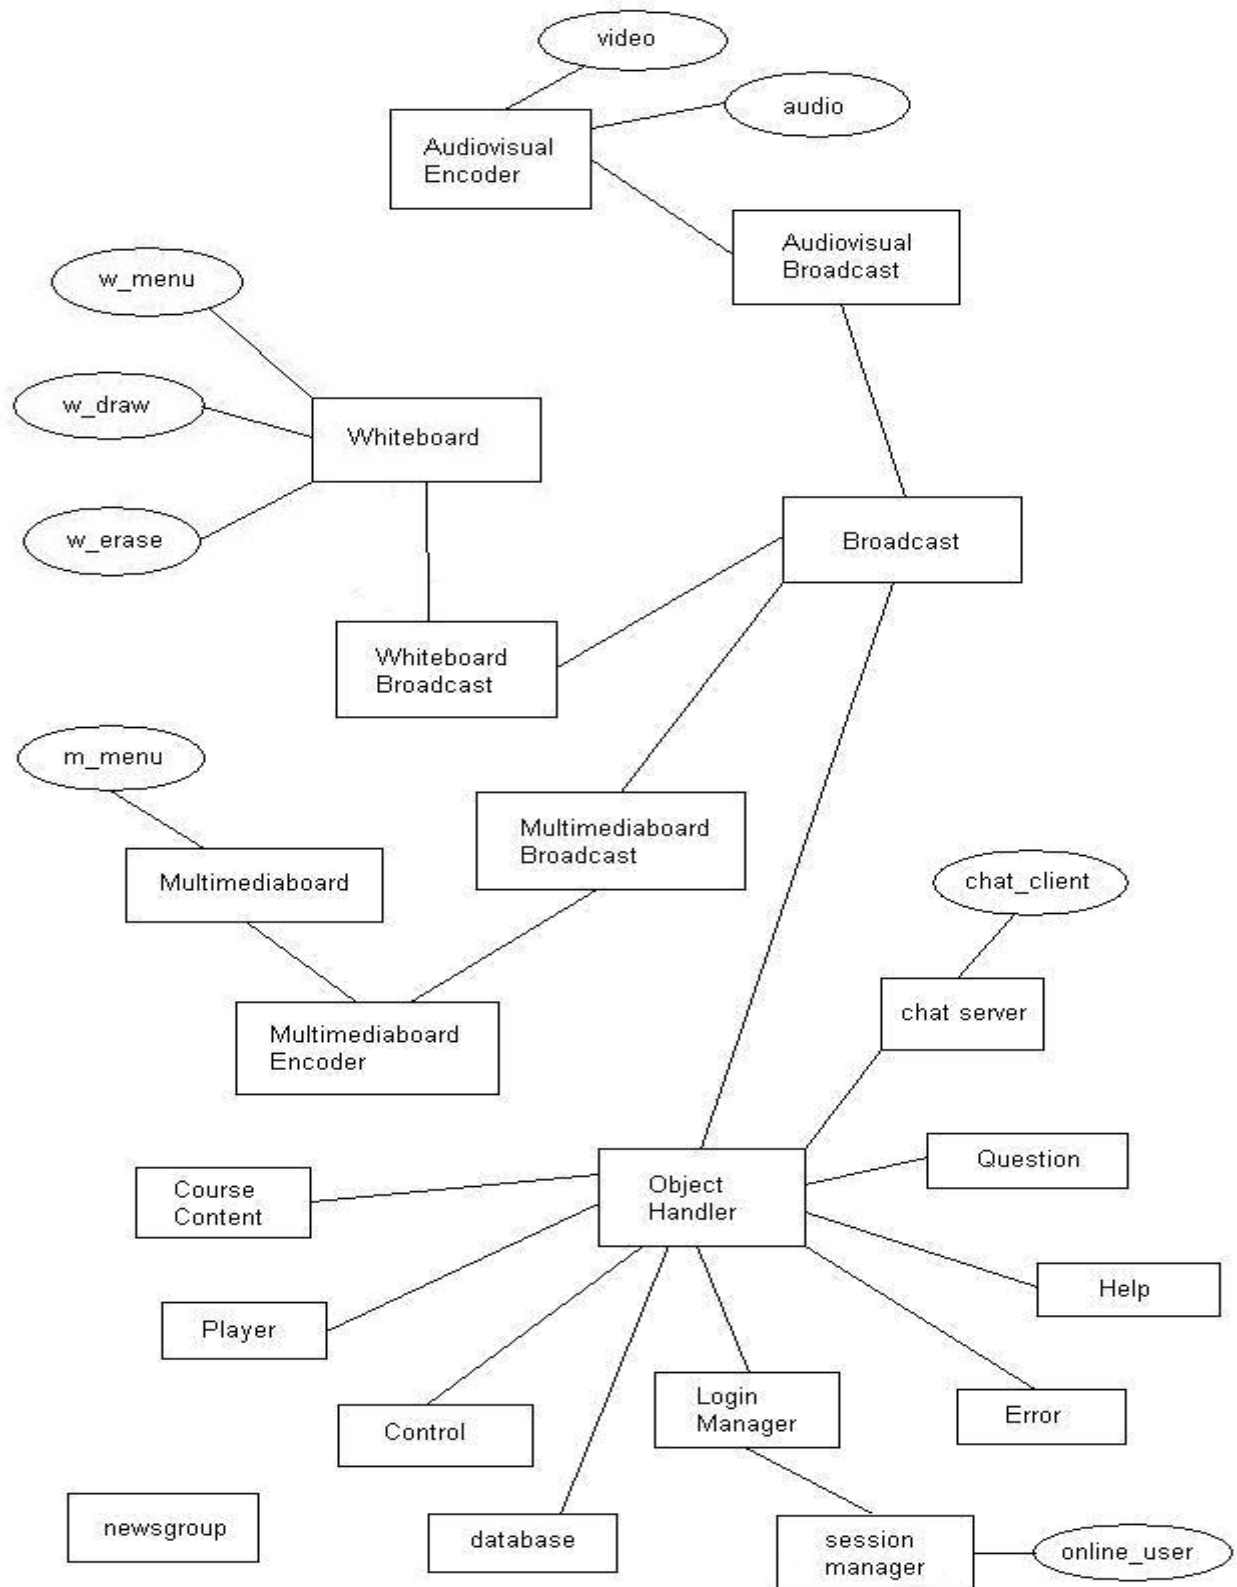 video
audio
Audiovisual
Encoder
Audiovisual
Broadcast
w_menu
w_draw
Whiteboard
w_erase
Broadcast
Whiteboard
Broadcast
m_menu
Multimediaboard
Broadcast
Multimediaboard
chat_client
chat server
Multimediaboard
Encoder
Question
Course
Content
Object
Handler
Help
Player
Login
Manager
Error
Control
newsgroup
database
session
manager
online_user